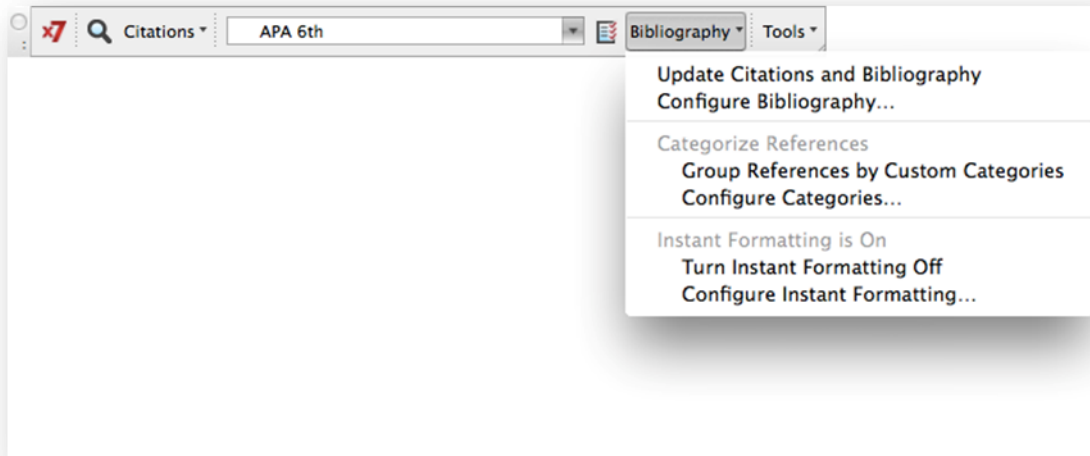 x7 Citations APA 6th Bibliography Tools
Update Citations and Bibliography
Configure Bibliography...
Categorize References
Group References by Custom Categories
Configure Categories...
Instant Formatting is On
Turn Instant Formatting Off
Configure Instant Formatting...